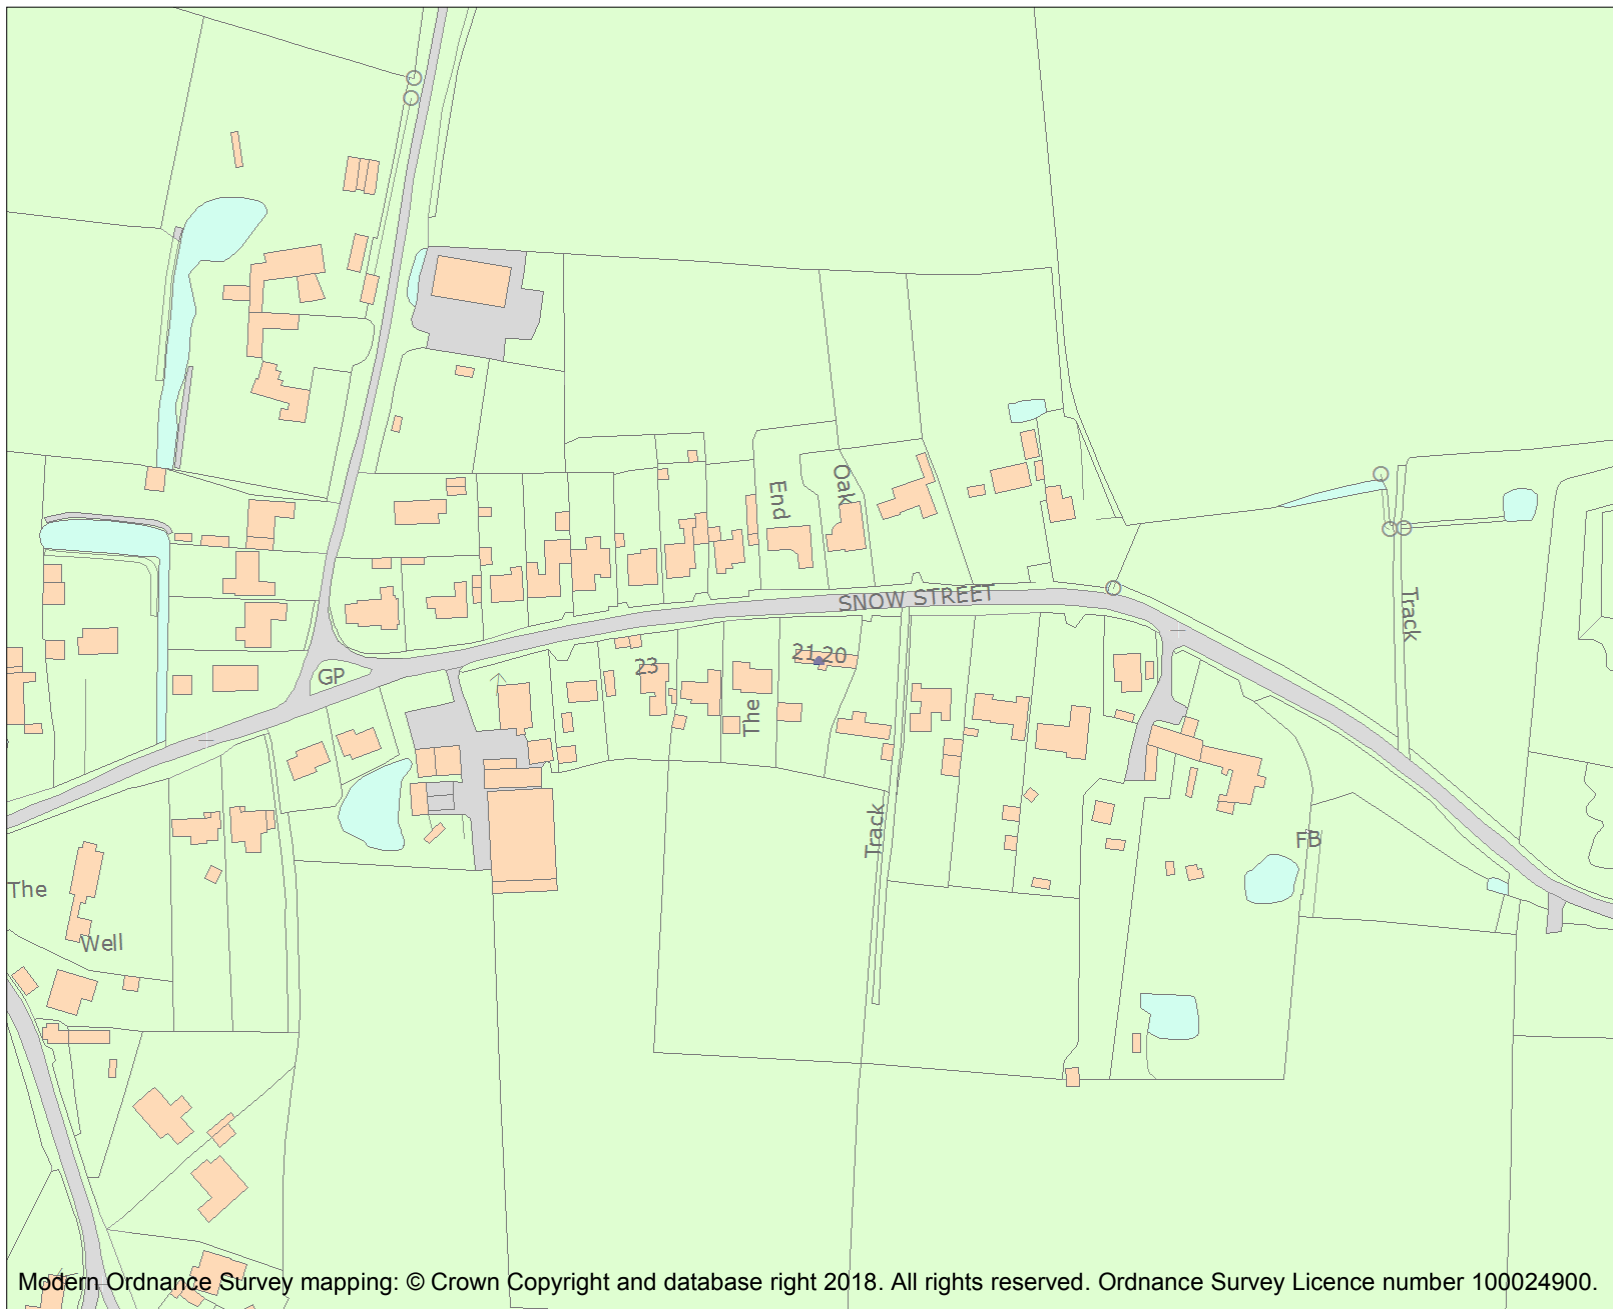 End
Oak
SNOW STREET
Track
21 20
23
GP
The
Track
FB
The
Well
Modern Ordnance Survey mapping: © Crown Copyright and database right 2018. All rights reserved. Ordnance Survey Licence number 100024900.